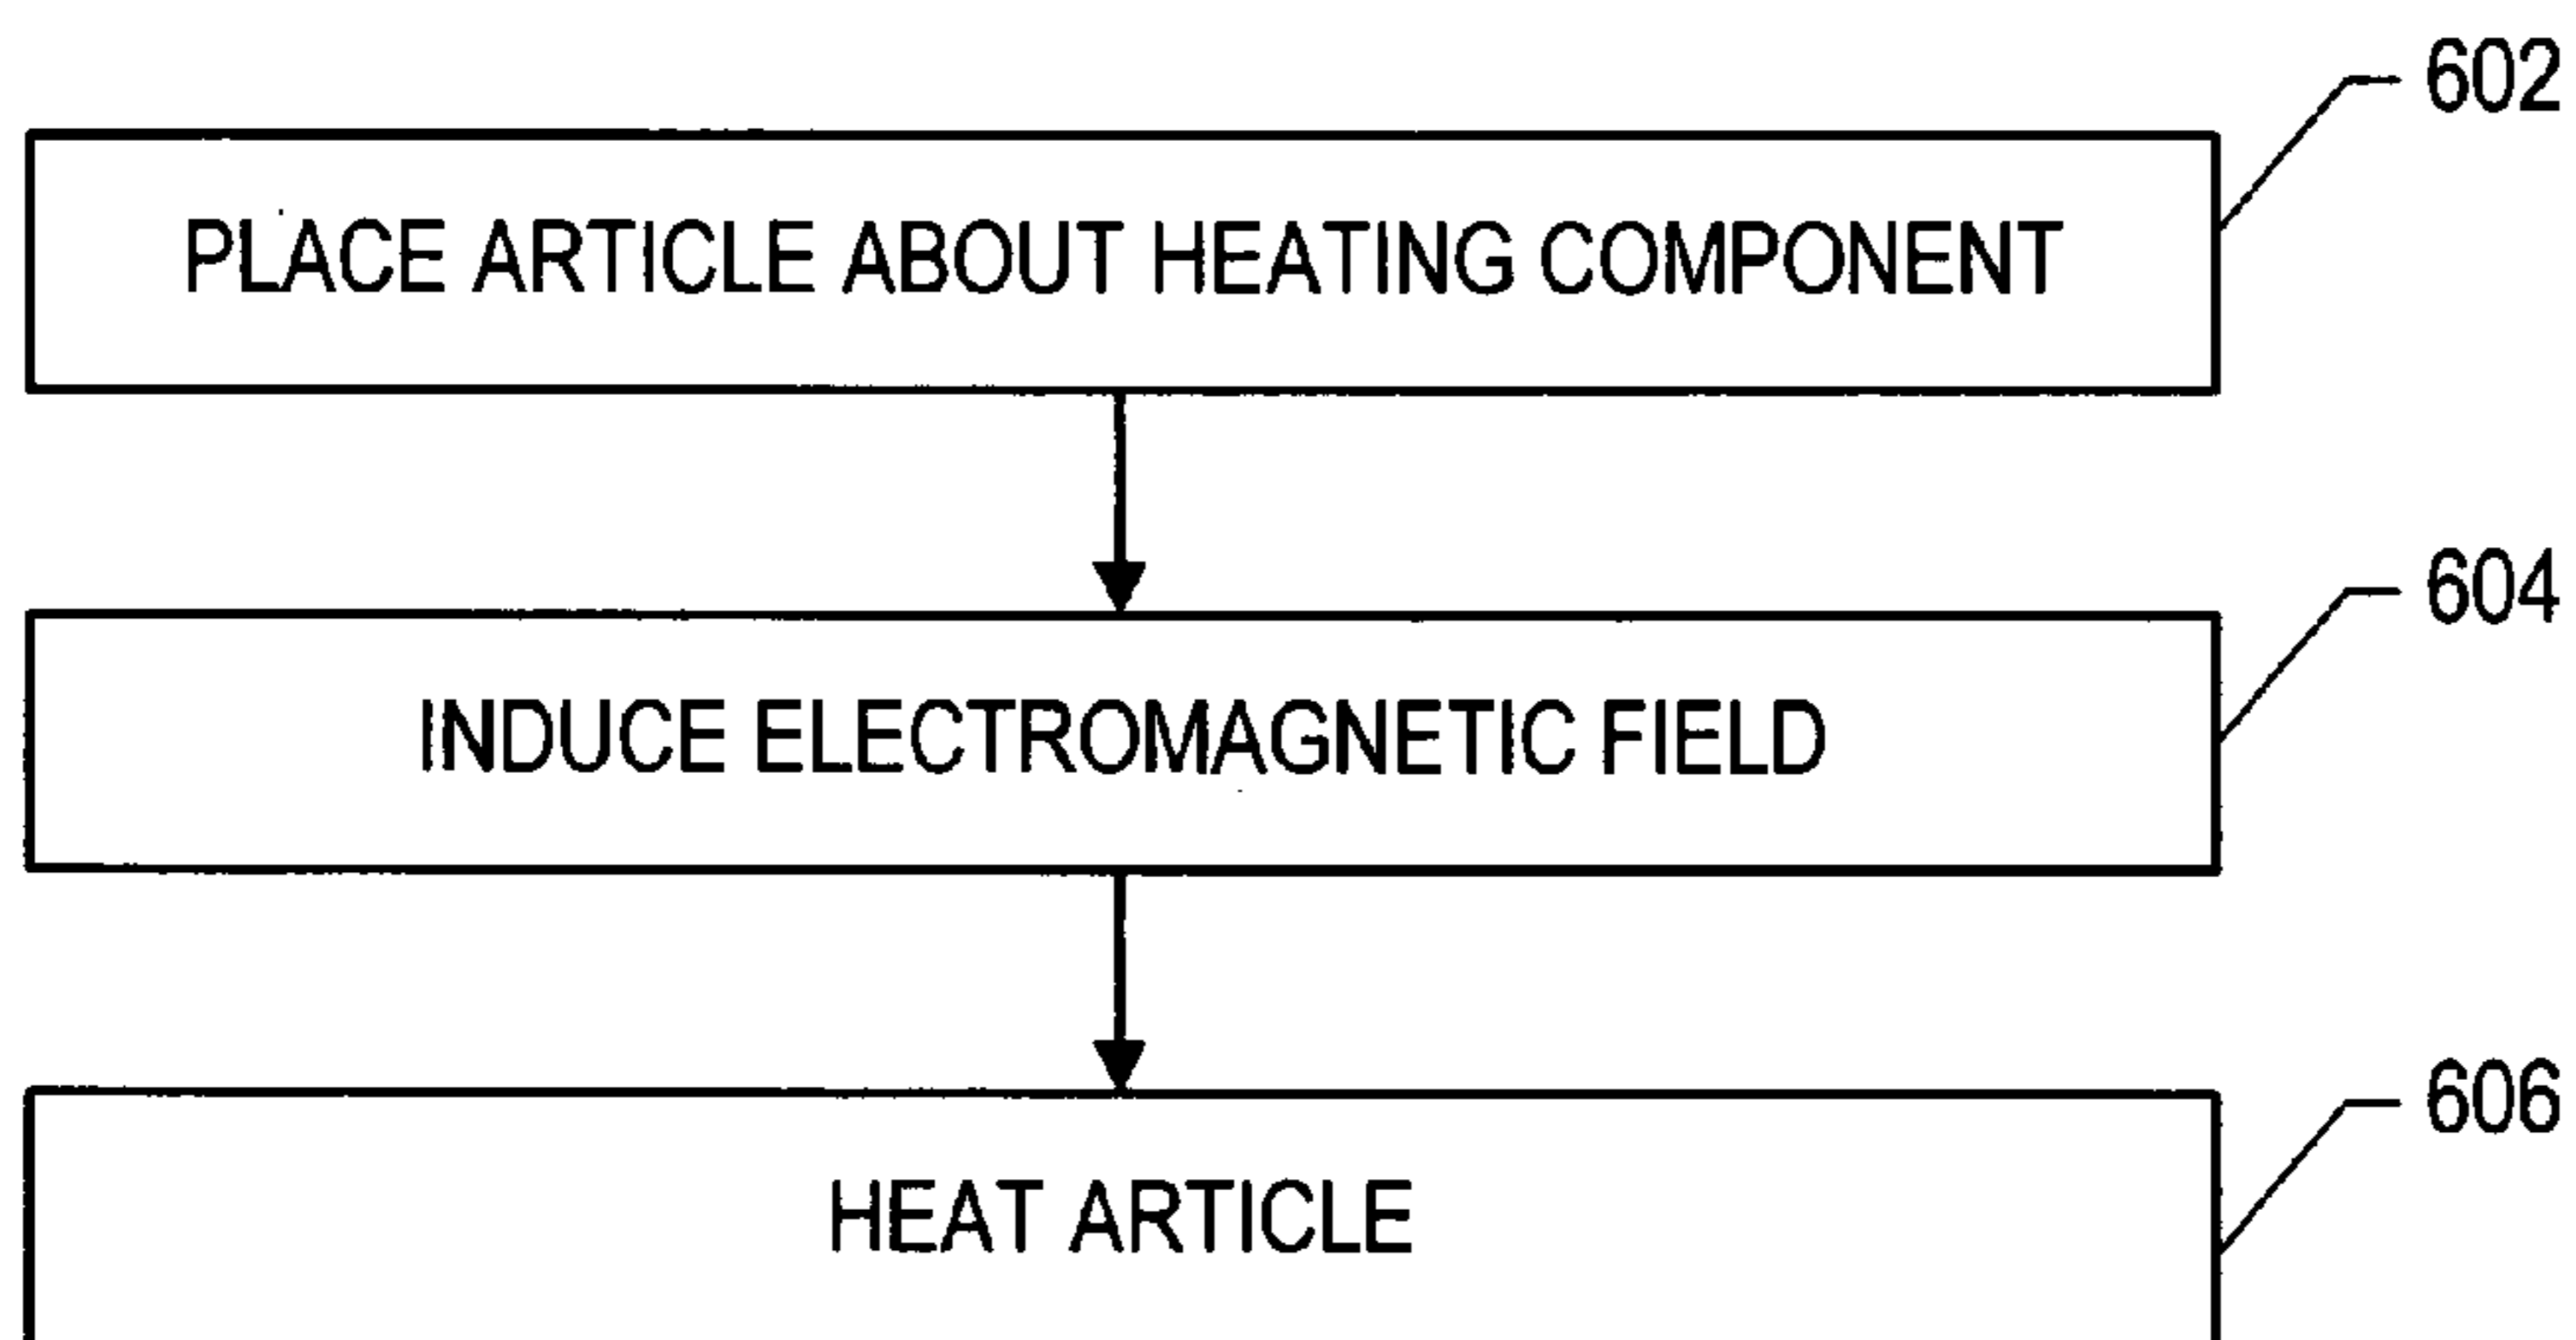 602
PLACE ARTICLE ABOUT HEATING COMPONENT
604
INDUCE ELECTROMAGNETIC FIELD
606
HEAT ARTICLE